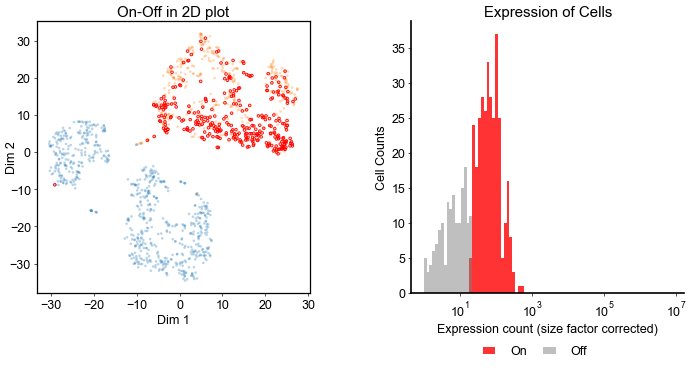 On-Off in 2D plot
Dim 2
30
20
10
0
−10
−20
−30
−30 −20 −10 0 10 20 30
Dim 1
Expression of Cells
Cell Counts
35
30
25
20
15
10
5
0
10¹ 10³ 10⁵ 10⁷
Expression count (size factor corrected)
On Off